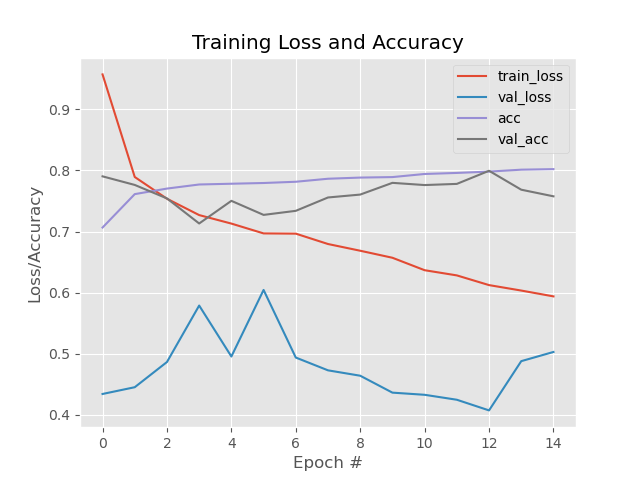 Training Loss and Accuracy
train_loss
val_loss
acc
val_acc
Loss/Accuracy
0.9
0.8
0.7
0.6
0.5
0.4
0 2 4 6 8 10 12 14
Epoch #